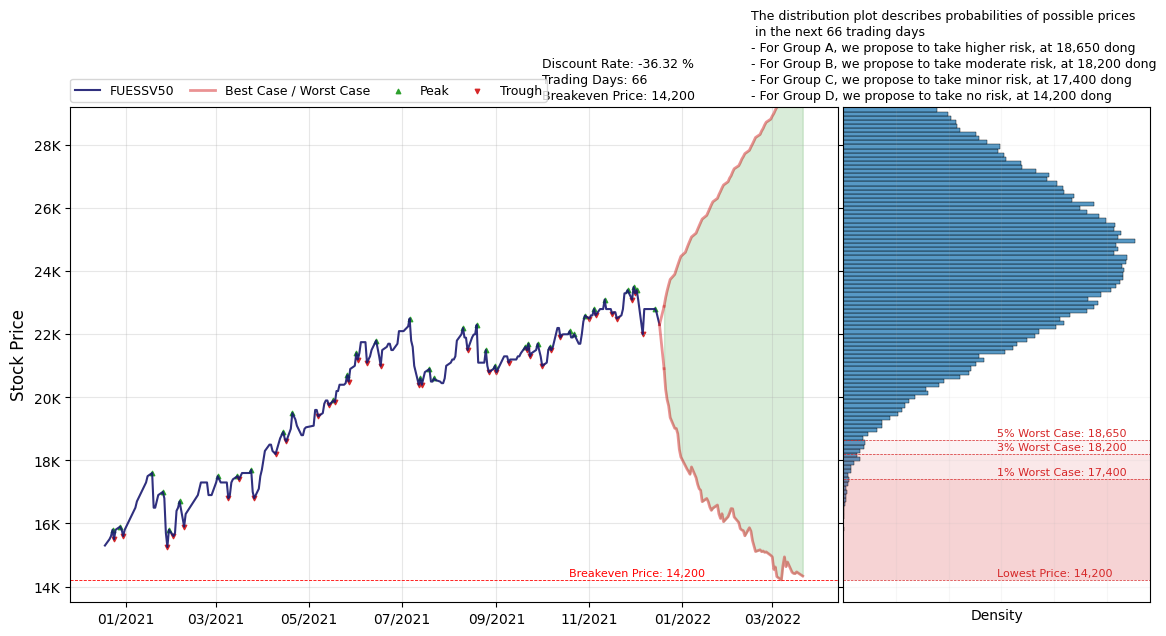 The distribution plot describes probabilities of possible prices
in the next 66 trading days
- For Group A, we propose to take higher risk, at 18,650 dong
- For Group B, we propose to take moderate risk, at 18,200 dong
- For Group C, we propose to take minor risk, at 17,400 dong
- For Group D, we propose to take no risk, at 14,200 dong
Discount Rate: -36.32 %
Trading Days: 66
Breakeven Price: 14,200
FUESSV50 Best Case / Worst Case Peak Trough
Stock Price
28K
26K
24K
22K
20K
18K
16K
14K
Breakeven Price: 14,200
01/2021 03/2021 05/2021 07/2021 09/2021 11/2021 01/2022 03/2022
5% Worst Case: 18,650
3% Worst Case: 18,200
1% Worst Case: 17,400
Lowest Price: 14,200
Density